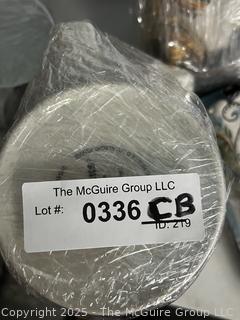 The McGuire Group LLC
Lot #: 0336 CB
ID: 219
Copyright 2025 - The McGuire Group LLC